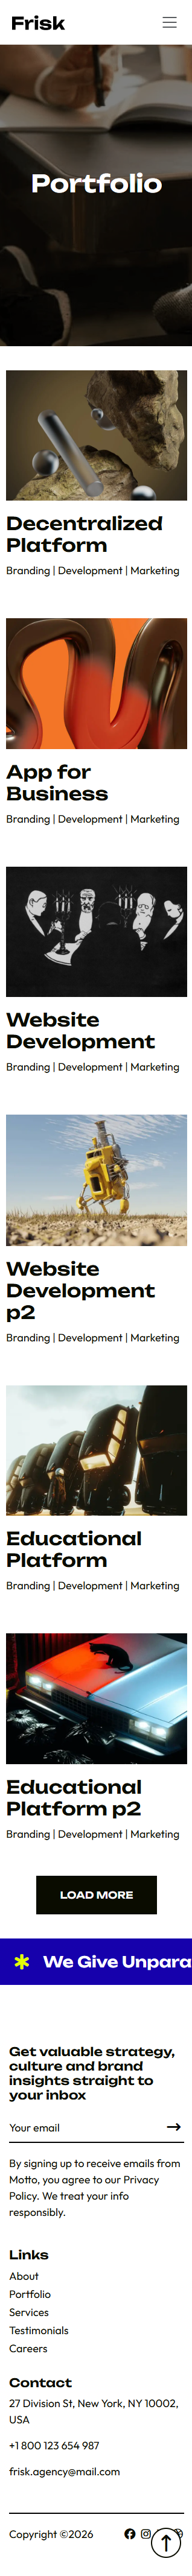 Frisk
Portfolio
Decentralized
Platform
Branding | Development | Marketing
App for
Business
Branding | Development | Marketing
Website
Development
Branding | Development | Marketing
Website
Development
p2
Branding | Development | Marketing
Educational
Platform
Branding | Development | Marketing
Educational
Platform p2
Branding | Development | Marketing
LOAD MORE
We Give Unpara
Get valuable strategy,
culture and brand
insights straight to
your inbox
Your email
By signing up to receive emails from
Motto, you agree to our Privacy
Policy. We treat your info
responsibly.
Links
About
Portfolio
Services
Testimonials
Careers
Contact
27 Division St, New York, NY 10002,
USA
+1 800 123 654 987
frisk.agency@mail.com
Copyright ©2026